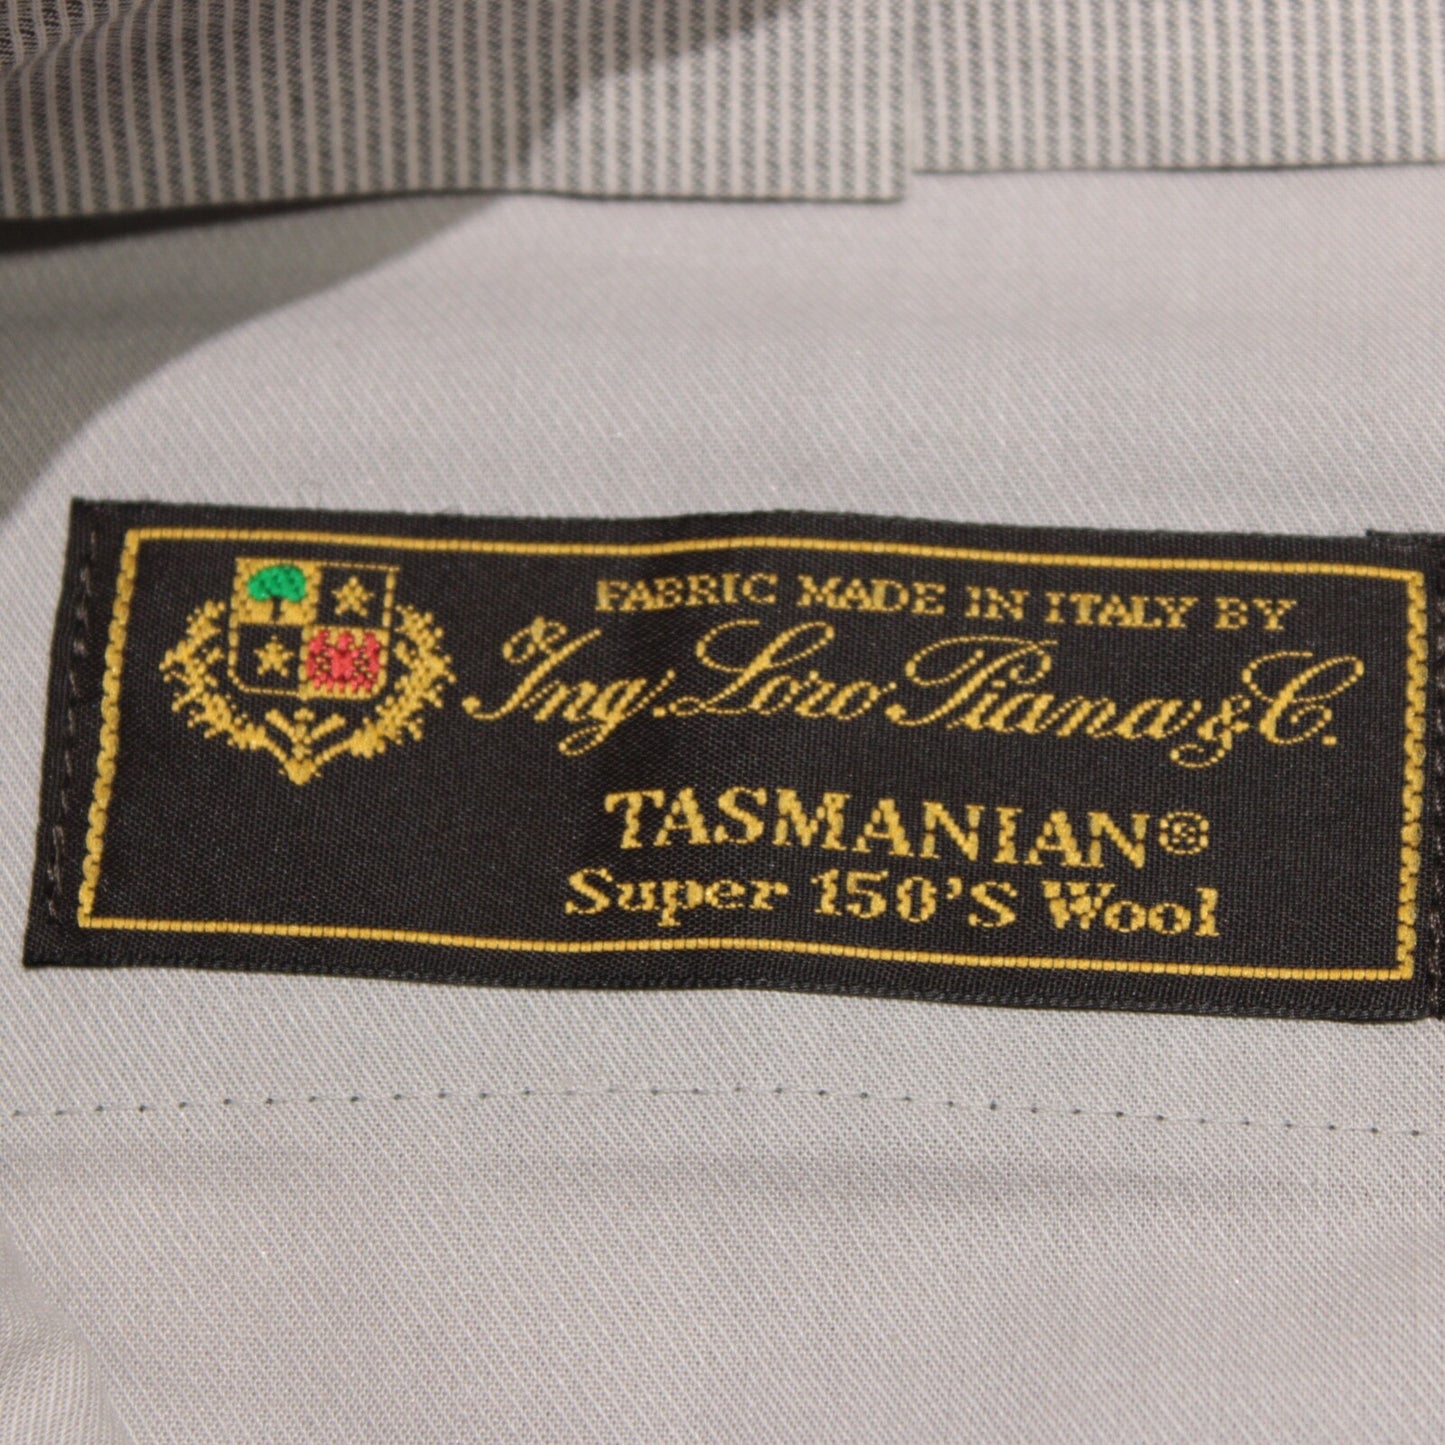 FABRIC MADE IN ITALY BY
Ing. Loro Piana & C.
TASMANIAN®
Super 150'S Wool